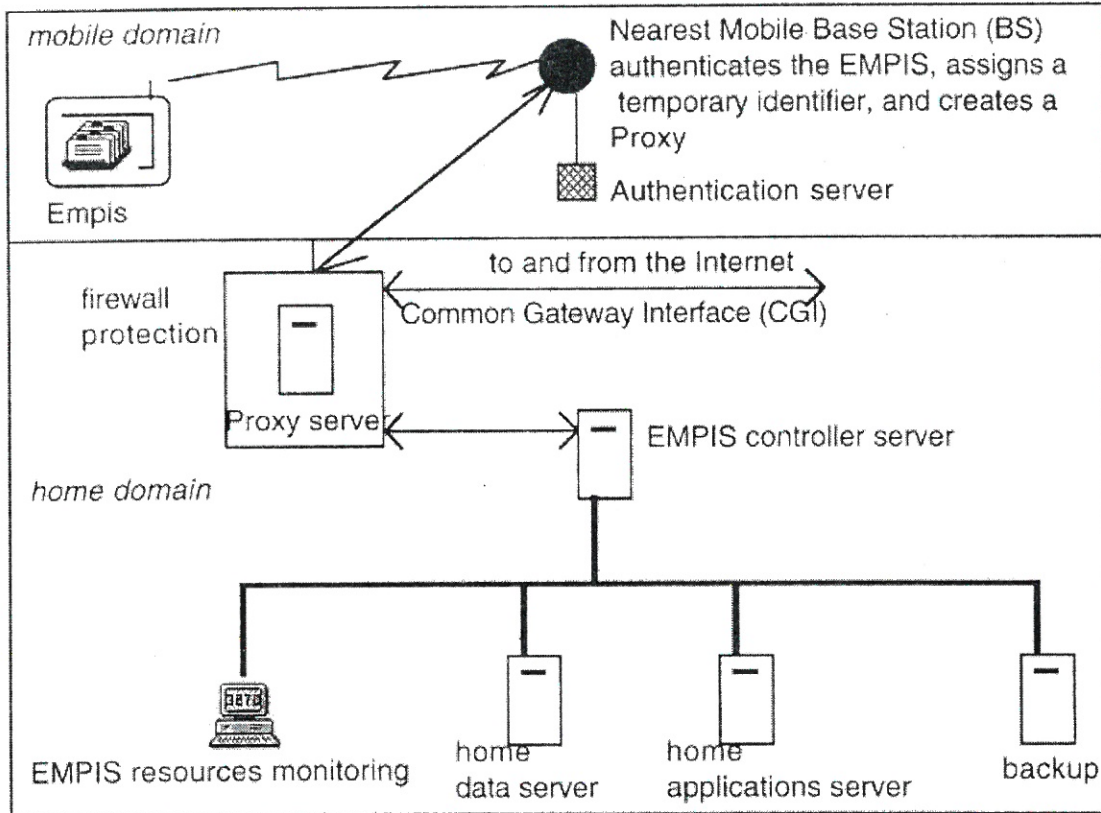 mobile domain
Nearest Mobile Base Station (BS)
authenticates the EMPIS, assigns a
temporary identifier, and creates a
Proxy
Authentication server
Empis
to and from the Internet
Common Gateway Interface (CGI)
firewall
protection
Proxy server
EMPIS controller server
home domain
3270
EMPIS resources monitoring
home
data server
home
applications server
backup